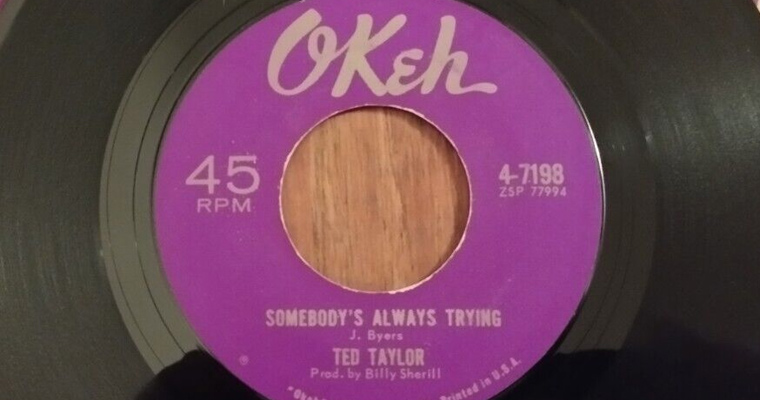 OKeh
45
RPM
4-7198
ZSP 77994
SOMEBODY'S ALWAYS TRYING
J. Byers
TED TAYLOR
Prod. by Billy Sherill
"Okeh
Printed in U.S.A.